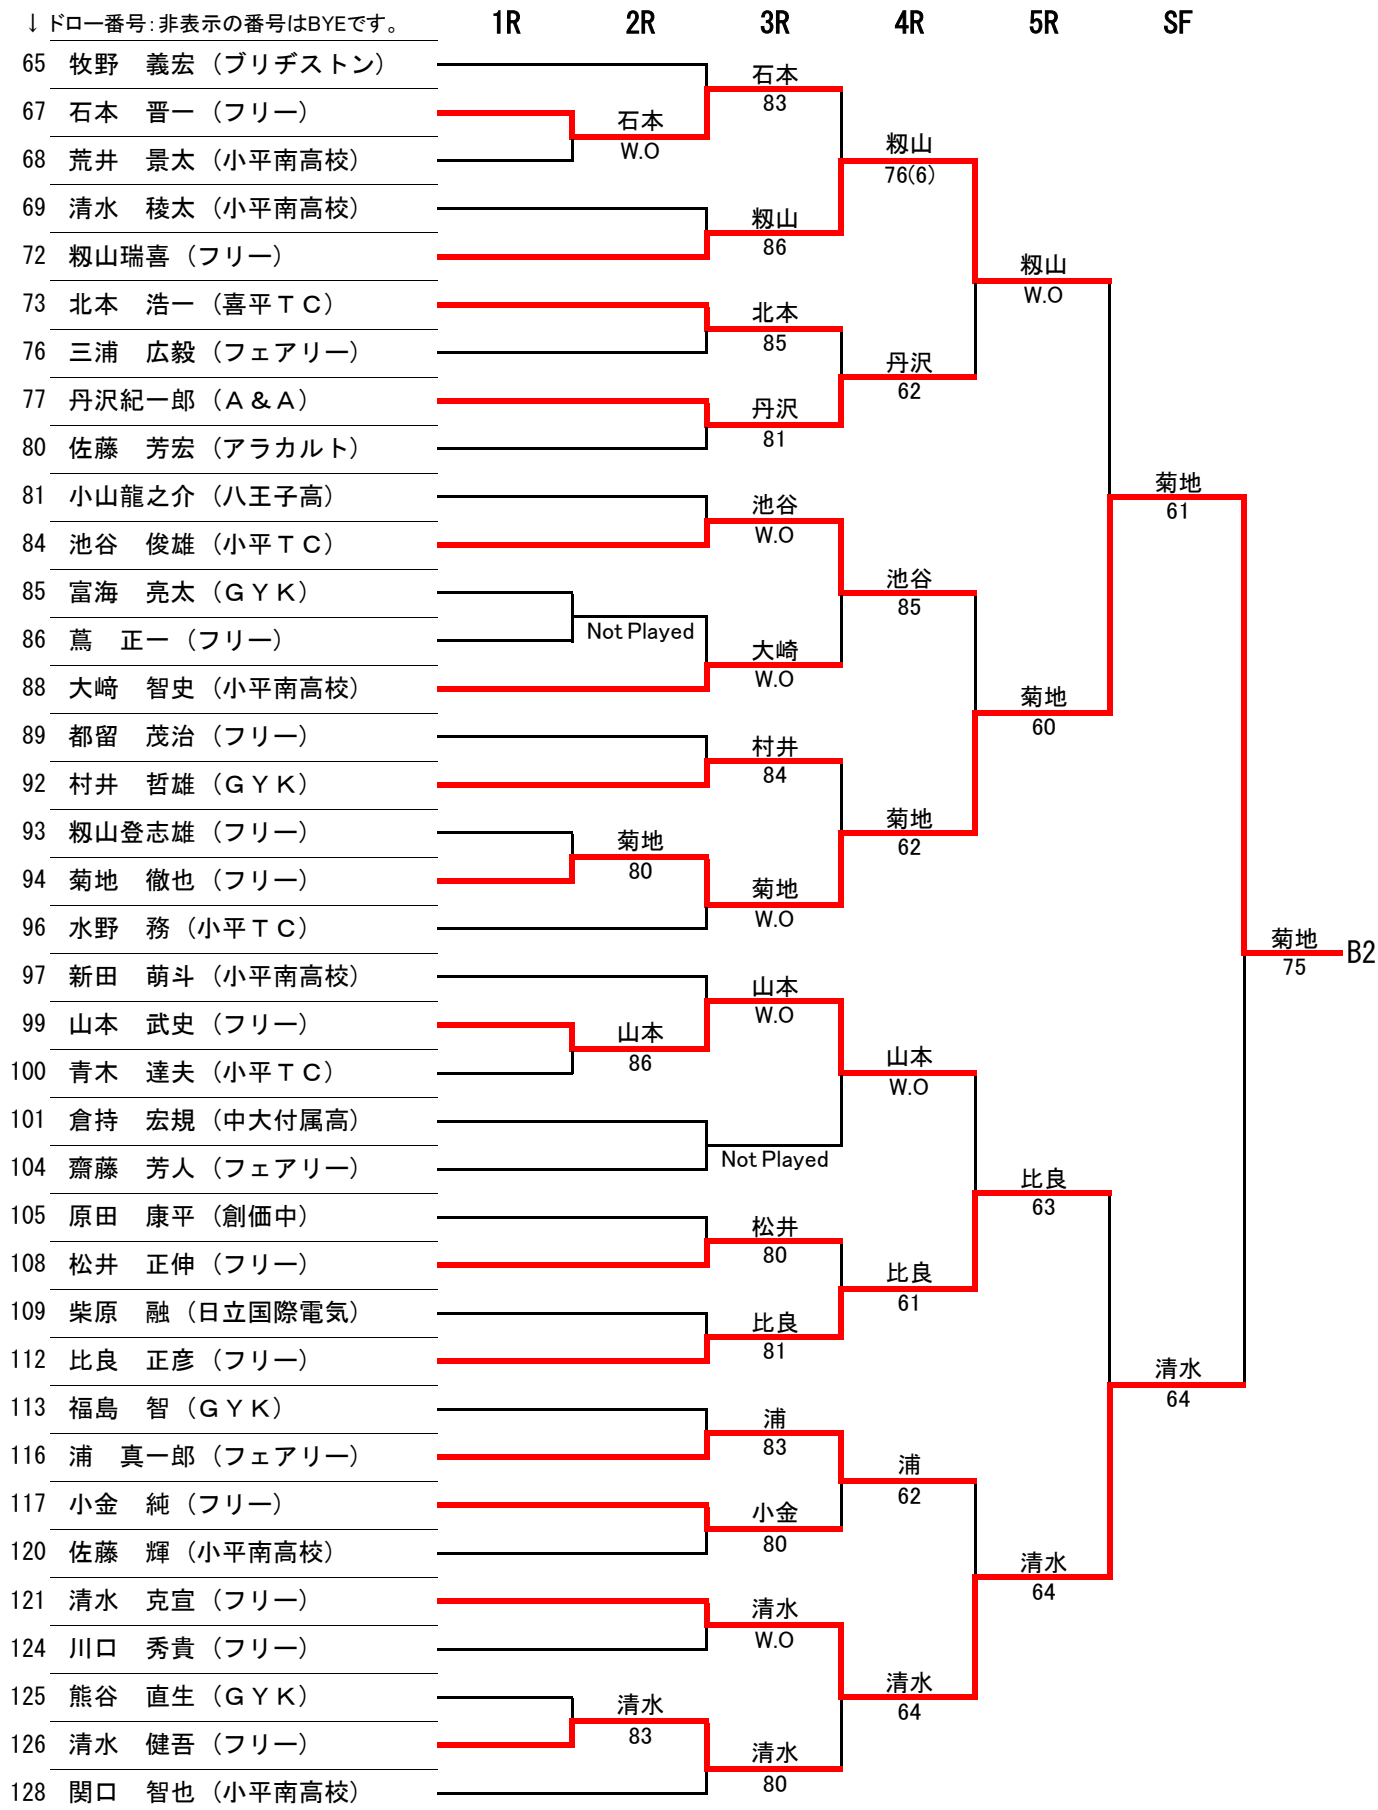 ↓ドロー番号：非表示の番号はBYEです。 1R 2R 3R 4R 5R SF
65 牧野　義宏（ブリヂストン）
石本
83
67 石本　晋一（フリー）
石本
W.O
籾山
76(6)
68 荒井　景太（小平南高校）
69 清水　稜太（小平南高校）
籾山
86
72 籾山瑞喜（フリー）
籾山
W.O
73 北本　浩一（喜平ＴＣ）
北本
85
76 三浦　広毅（フェアリー）
丹沢
62
77 丹沢紀一郎（Ａ＆Ａ）
丹沢
81
80 佐藤　芳宏（アラカルト）
81 小山龍之介（八王子高）
池谷
W.O
菊地
61
84 池谷　俊雄（小平ＴＣ）
85 富海　亮太（ＧＹＫ）
池谷
85
86 蔦　正一（フリー）
Not Played
大崎
W.O
88 大﨑　智史（小平南高校）
菊地
60
89 都留　茂治（フリー）
村井
84
92 村井　哲雄（ＧＹＫ）
93 籾山登志雄（フリー）
菊地
80
菊地
62
94 菊地　徹也（フリー）
菊地
W.O
96 水野　務（小平ＴＣ）
菊地
75
B2
97 新田　萌斗（小平南高校）
山本
W.O
99 山本　武史（フリー）
山本
86
100 青木　達夫（小平ＴＣ）
山本
W.O
101 倉持　宏規（中大付属高）
Not Played
104 齋藤　芳人（フェアリー）
比良
63
105 原田　康平（創価中）
松井
80
108 松井　正伸（フリー）
比良
61
109 柴原　融（日立国際電気）
比良
81
112 比良　正彦（フリー）
清水
64
113 福島　智（ＧＹＫ）
浦
83
116 浦　真一郎（フェアリー）
浦
62
117 小金　純（フリー）
小金
80
120 佐藤　輝（小平南高校）
清水
64
121 清水　克宣（フリー）
清水
W.O
124 川口　秀貴（フリー）
清水
64
125 熊谷　直生（ＧＹＫ）
清水
83
126 清水　健吾（フリー）
清水
80
128 関口　智也（小平南高校）